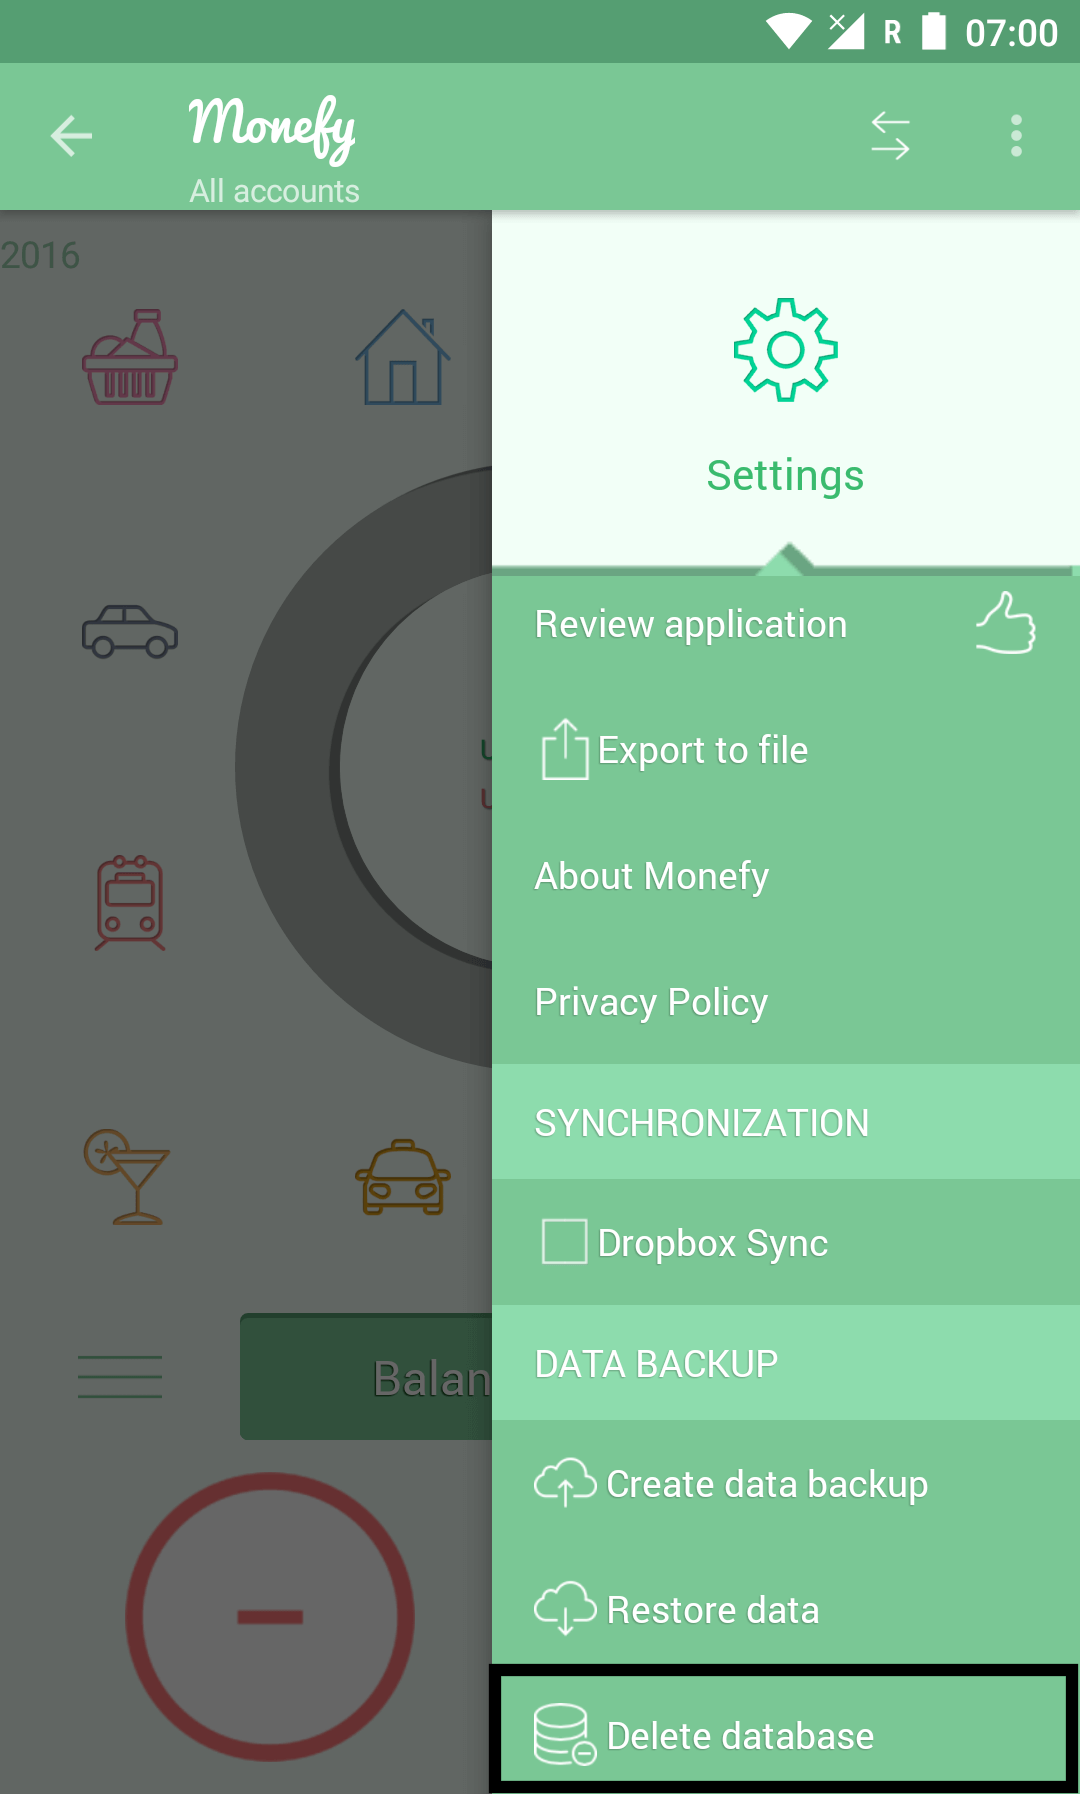 R 07:00
Monefy
All accounts
2016
Settings
Review application
Export to file
About Monefy
Privacy Policy
SYNCHRONIZATION
Dropbox Sync
DATA BACKUP
Balan
Create data backup
Restore data
Delete database